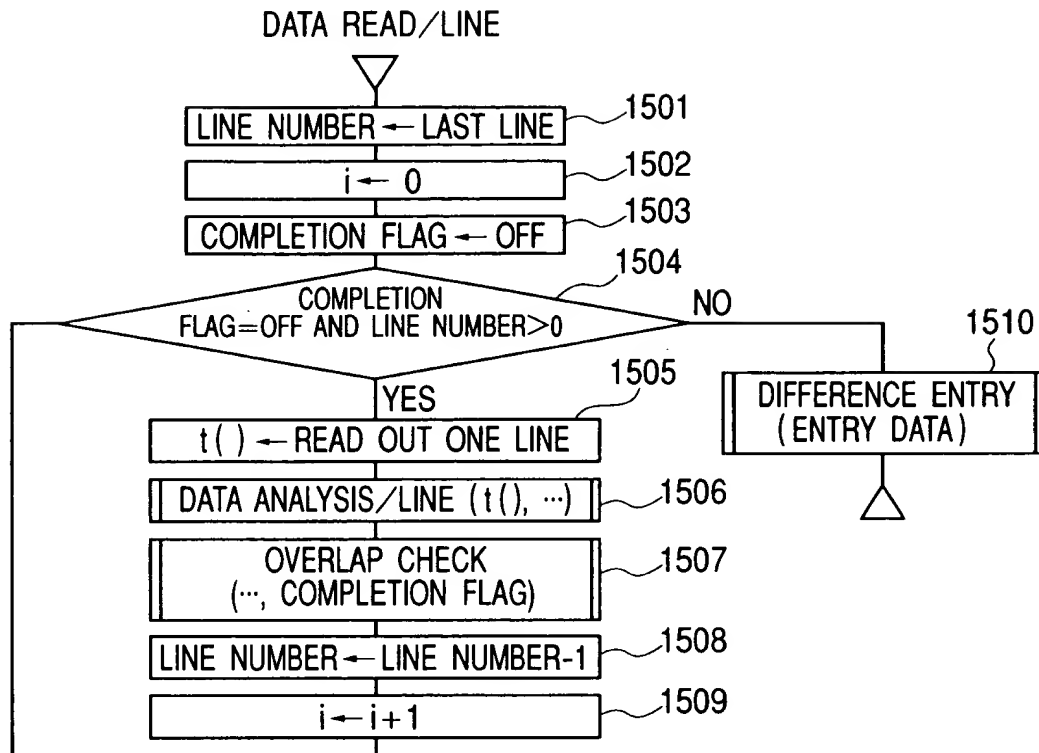 DATA READ/LINE
LINE NUMBER ← LAST LINE
1501
i ← 0
1502
COMPLETION FLAG ← OFF
1503
COMPLETION
FLAG=OFF AND LINE NUMBER>0
1504
NO
YES
1505
t ( ) ← READ OUT ONE LINE
DATA ANALYSIS/LINE (t(), ···)
1506
OVERLAP CHECK
(···, COMPLETION FLAG)
1507
LINE NUMBER ← LINE NUMBER-1
1508
i ← i+1
1509
1510
DIFFERENCE ENTRY
(ENTRY DATA)